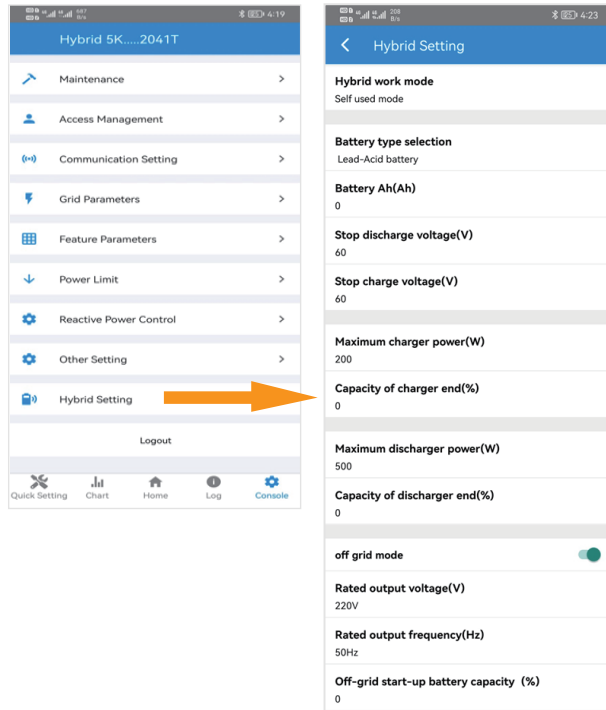 687
B/s
4:19
Hybrid 5K.....2041T
Maintenance
Access Management
Communication Setting
Grid Parameters
Feature Parameters
Power Limit
Reactive Power Control
Other Setting
Hybrid Setting
Logout
Quick Setting
Chart
Home
Log
Console
208
B/s
4:23
Hybrid Setting
Hybrid work mode
Self used mode
Battery type selection
Lead-Acid battery
Battery Ah(Ah)
0
Stop discharge voltage(V)
60
Stop charge voltage(V)
60
Maximum charger power(W)
200
Capacity of charger end(%)
0
Maximum discharger power(W)
500
Capacity of discharger end(%)
0
off grid mode
Rated output voltage(V)
220V
Rated output frequency(Hz)
50Hz
Off-grid start-up battery capacity (%)
0